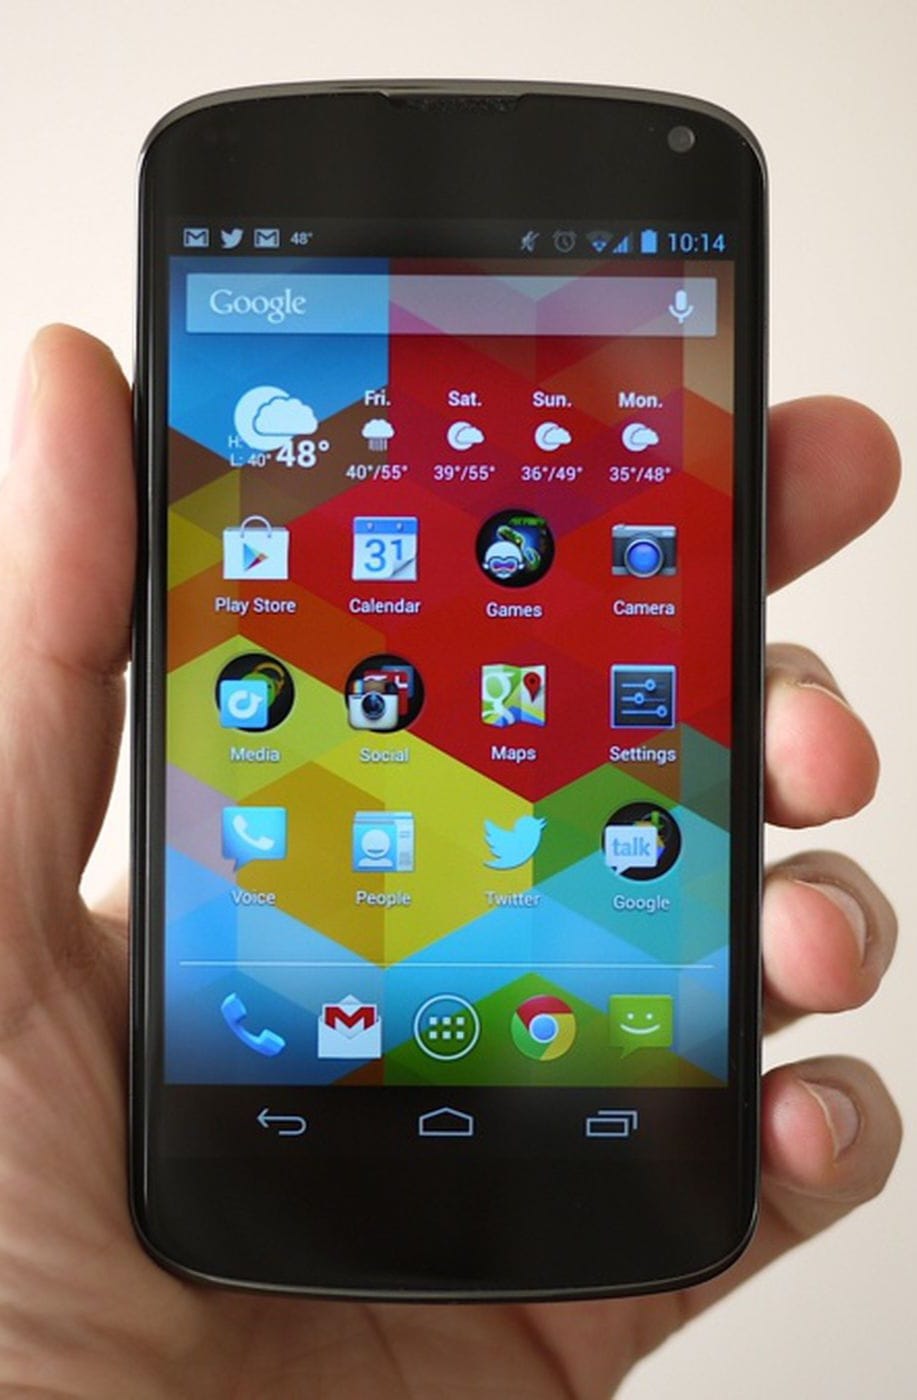 48° 10:14
Google
Fri. Sat. Sun. Mon.
H:
L: 40° 48°
40°/55° 39°/55° 36°/49° 35°/48°
31
Play Store Calendar Games Camera
g
Media Social Maps Settings
talk
Voice People Twitter Google